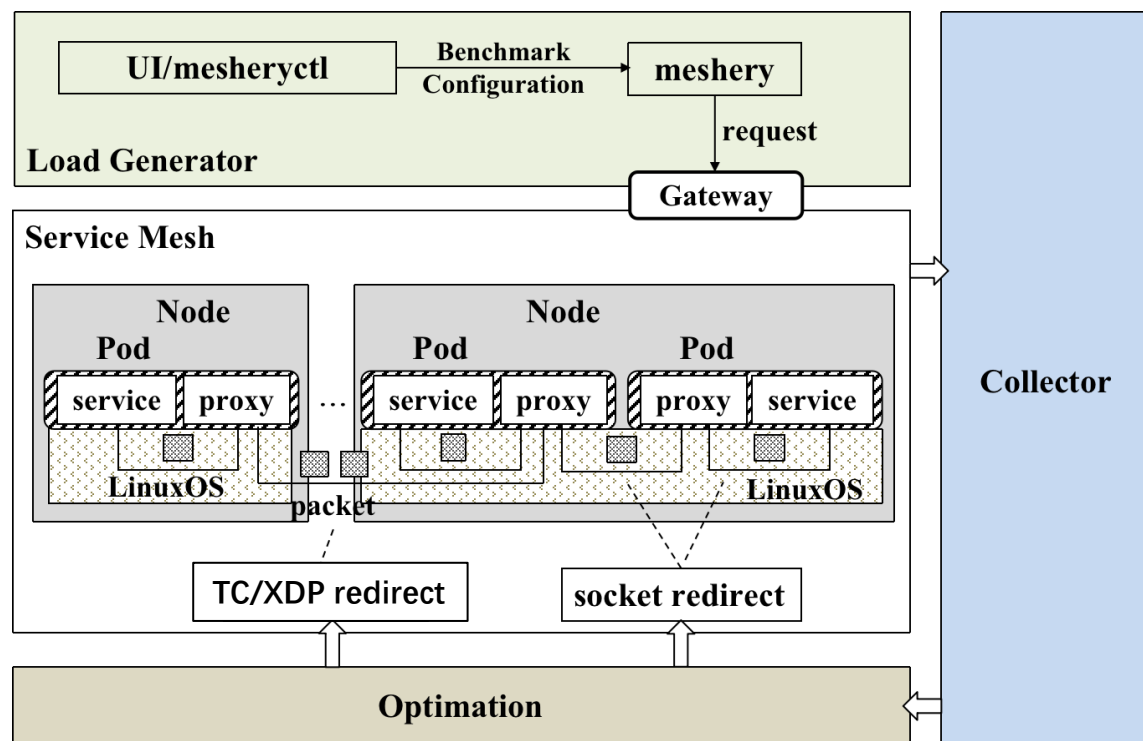 UI/mesheryctl
Benchmark
Configuration
meshery
request
Load Generator
Gateway
Service Mesh
Node
Node
Pod
Pod
Pod
service
proxy
...
service
proxy
proxy
service
LinuxOS
packet
LinuxOS
TC/XDP redirect
socket redirect
Optimation
Collector